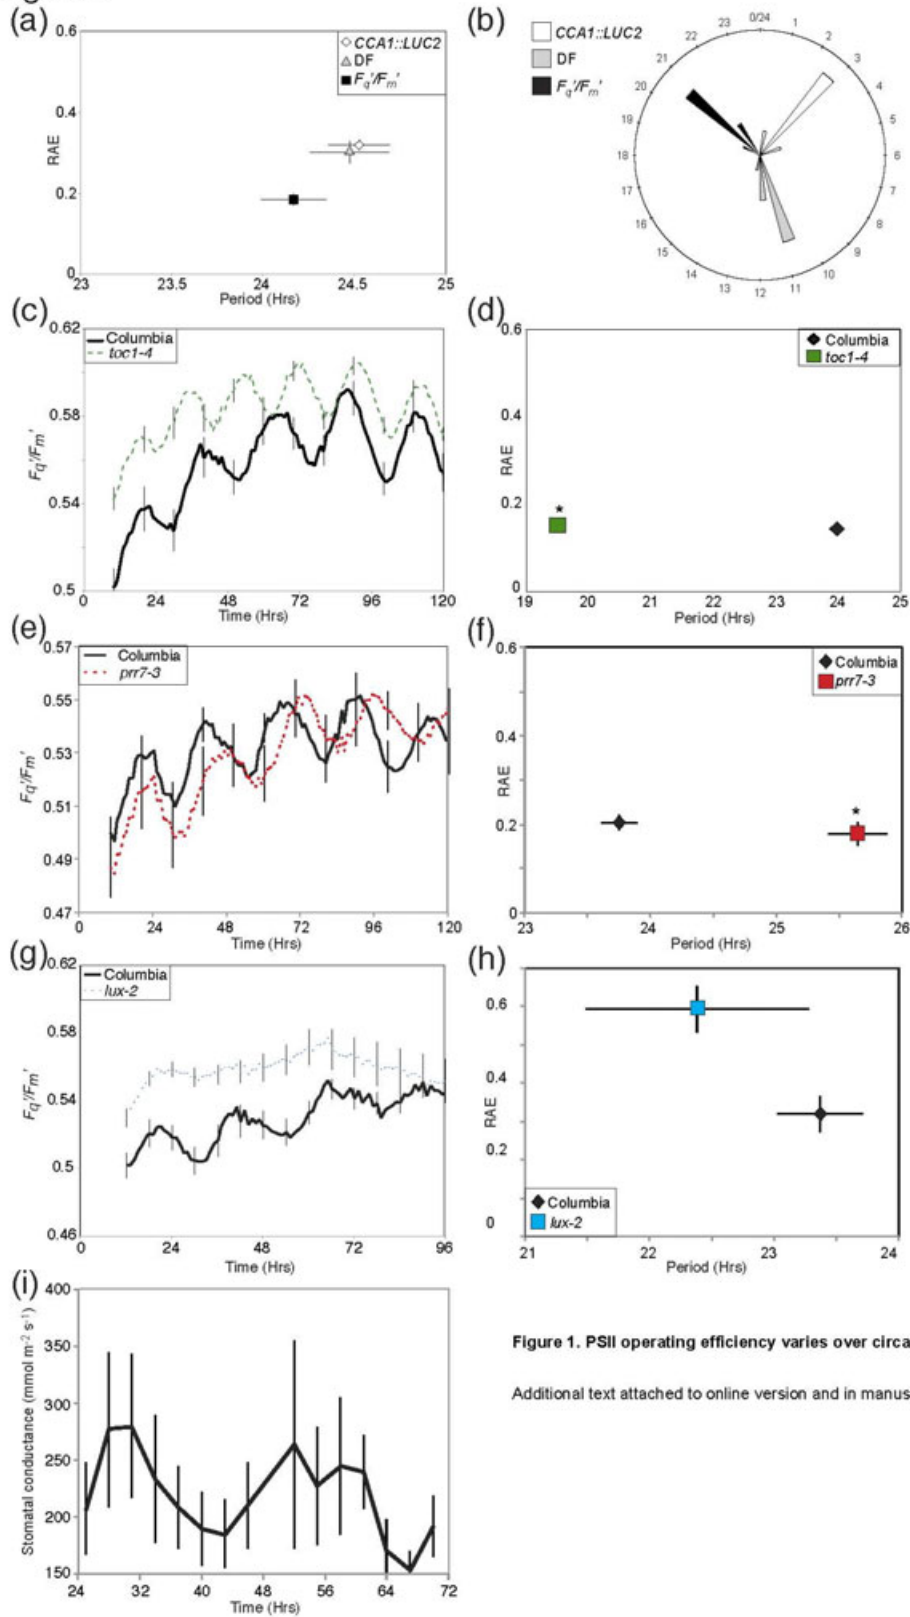 (a)
0.6
0.4
0.2
0
RAE
23
23.5
24
24.5
25
Period (Hrs)
CCA1::LUC2
DF
Fq'/Fm'
(b)
CCA1::LUC2
DF
Fq'/Fm'
0/24
1
2
3
4
5
6
7
8
9
10
11
12
13
14
15
16
17
18
19
20
21
22
23
(c)
0.62
0.58
0.54
0.5
Fq'/Fm'
Columbia
toc1-4
0
24
48
72
96
120
Time (Hrs)
(d)
0.6
0.4
0.2
0
RAE
Columbia
toc1-4
*
19
20
21
22
23
24
25
Period (Hrs)
(e)
0.57
0.55
0.53
0.51
0.49
0.47
Fq'/Fm'
Columbia
prr7-3
0
24
48
72
96
120
Time (Hrs)
(f)
0.6
0.4
0.2
0
RAE
Columbia
prr7-3
*
23
24
25
26
Period (Hrs)
(g)
0.62
0.58
0.54
0.5
0.46
Fq'/Fm'
Columbia
lux-2
0
24
48
72
96
Time (Hrs)
(h)
0.6
0.4
0.2
0
RAE
Columbia
lux-2
21
22
23
24
Period (Hrs)
(i)
400
350
300
250
200
150
Stomatal conductance (mmol m⁻² s⁻¹)
24
32
40
48
56
64
72
Time (Hrs)
Figure 1. PSII operating efficiency varies over circa
Additional text attached to online version and in manus